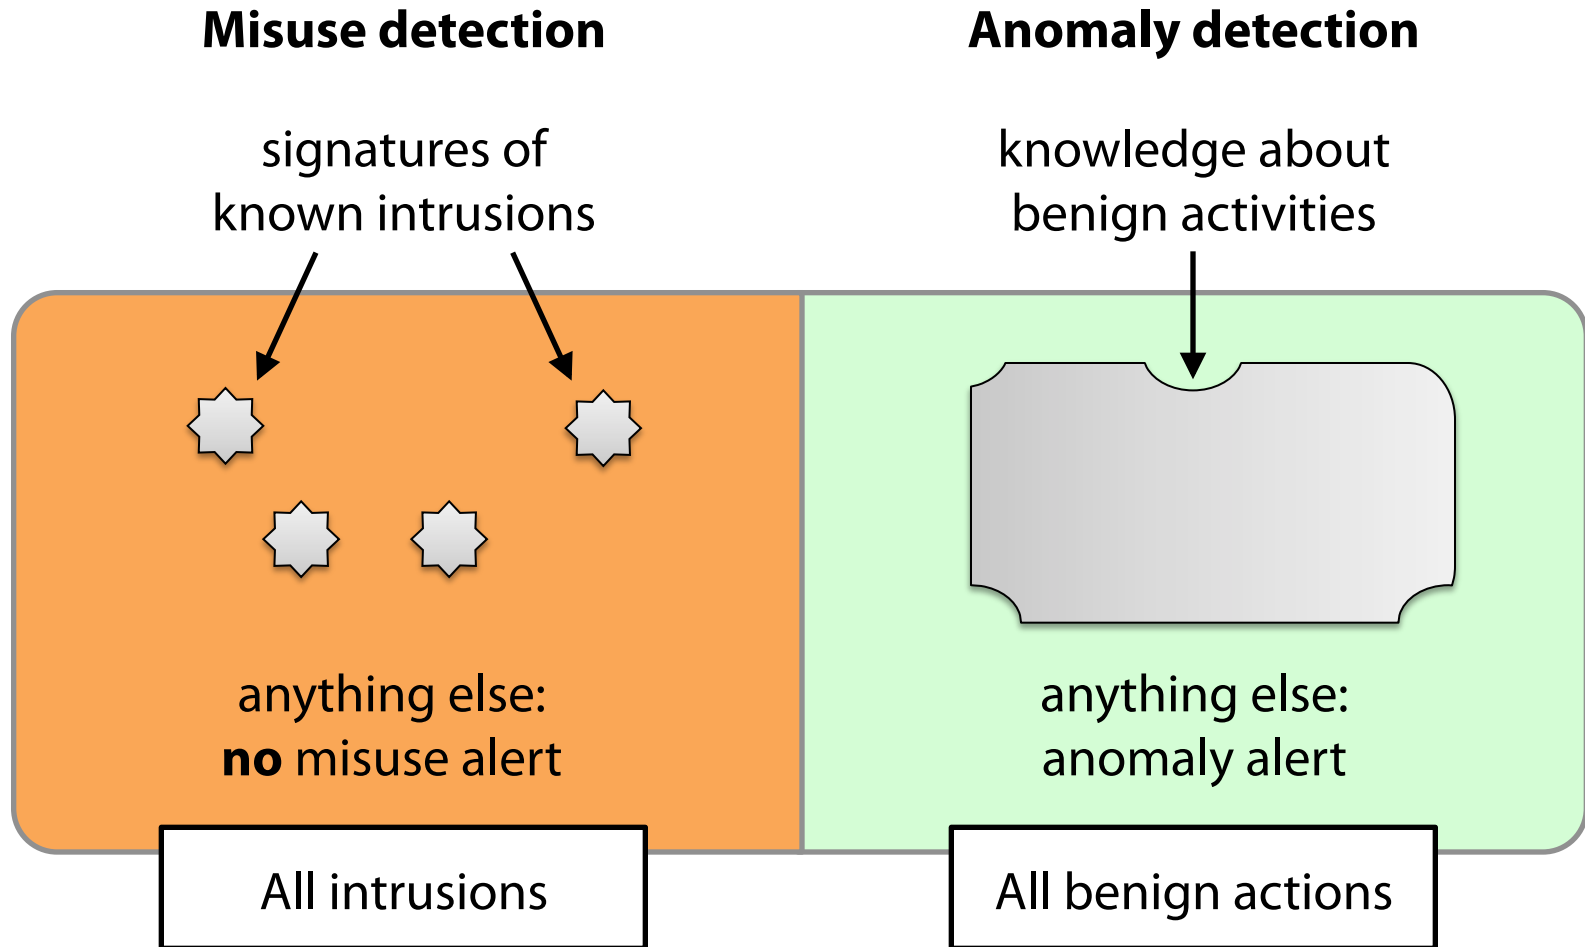 Misuse detection
Anomaly detection
signatures of
known intrusions
knowledge about
benign activities
anything else:
no misuse alert
anything else:
anomaly alert
All intrusions
All benign actions